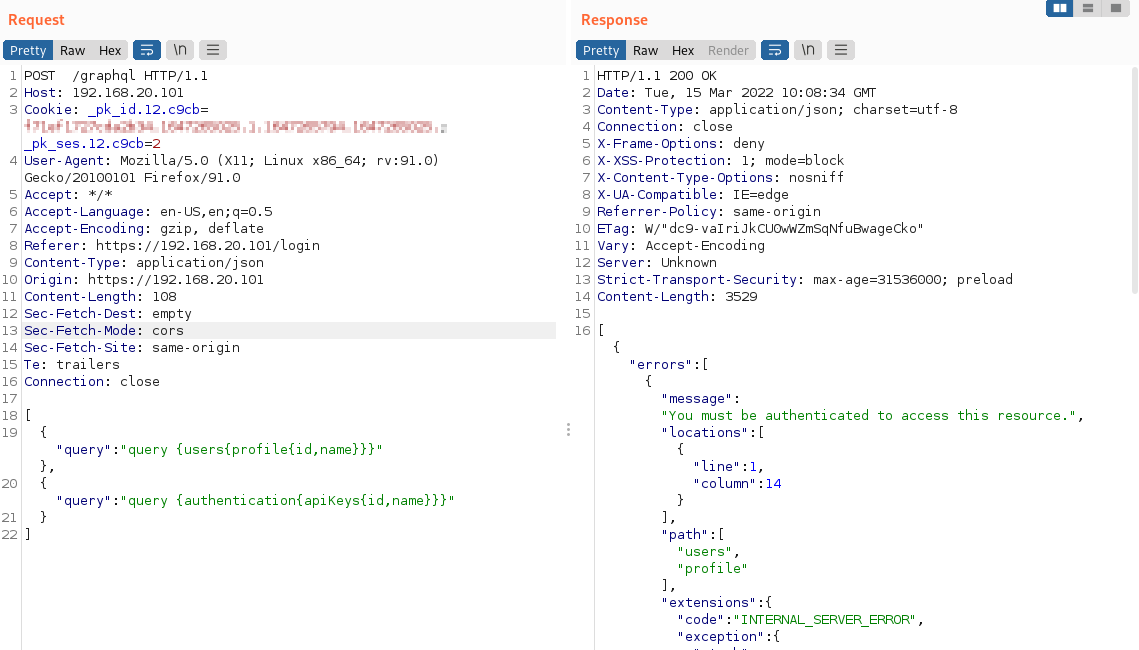 Request
Pretty Raw Hex \n
1 POST  /graphql HTTP/1.1
2 Host: 192.168.20.101
3 Cookie: _pk_id.12.c9cb=
_pk_ses.12.c9cb=2
4 User-Agent: Mozilla/5.0 (X11; Linux x86_64; rv:91.0)
Gecko/20100101 Firefox/91.0
5 Accept: */*
6 Accept-Language: en-US,en;q=0.5
7 Accept-Encoding: gzip, deflate
8 Referer: https://192.168.20.101/login
9 Content-Type: application/json
10 Origin: https://192.168.20.101
11 Content-Length: 108
12 Sec-Fetch-Dest: empty
13 Sec-Fetch-Mode: cors
14 Sec-Fetch-Site: same-origin
15 Te: trailers
16 Connection: close
17
18 [
19 {
"query":"query {users{profile{id,name}}}"
},
20 {
"query":"query {authentication{apiKeys{id,name}}}"
21 }
22 ]
Response
Pretty Raw Hex Render \n
1 HTTP/1.1 200 OK
2 Date: Tue, 15 Mar 2022 10:08:34 GMT
3 Content-Type: application/json; charset=utf-8
4 Connection: close
5 X-Frame-Options: deny
6 X-XSS-Protection: 1; mode=block
7 X-Content-Type-Options: nosniff
8 X-UA-Compatible: IE=edge
9 Referrer-Policy: same-origin
10 ETag: W/"dc9-vaIriJkCUOwWZmSqNfuBwageCko"
11 Vary: Accept-Encoding
12 Server: Unknown
13 Strict-Transport-Security: max-age=31536000; preload
14 Content-Length: 3529
15
16 [
{
"errors":[
{
"message":
"You must be authenticated to access this resource.",
"locations":[
{
"line":1,
"column":14
}
],
"path":[
"users",
"profile"
],
"extensions":{
"code":"INTERNAL_SERVER_ERROR",
"exception":{